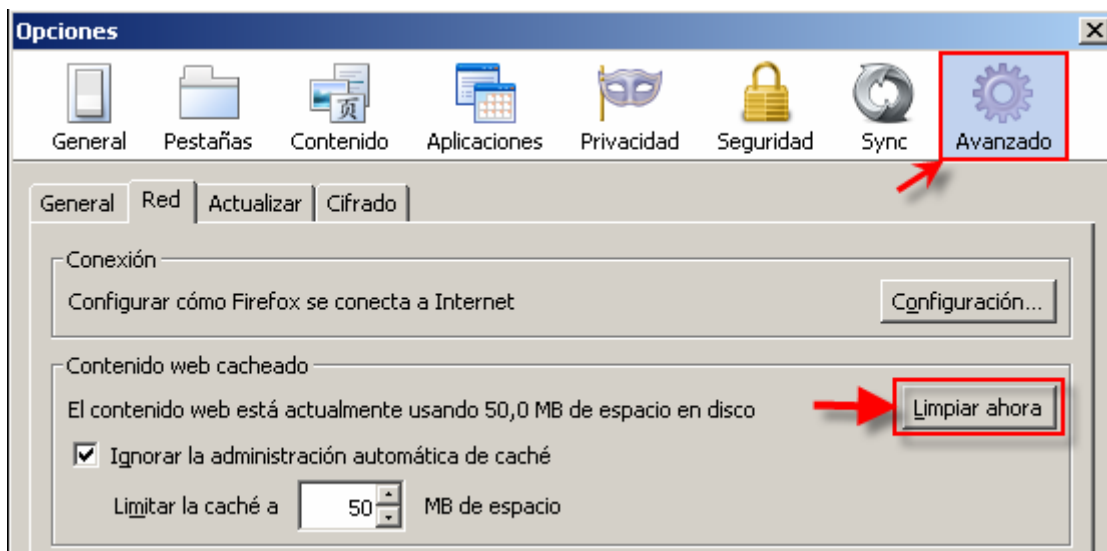 Opciones
页
General Pestañas Contenido Aplicaciones Privacidad Seguridad Sync Avanzado
General Red Actualizar Cifrado
Conexión
Configurar cómo Firefox se conecta a Internet Configuración...
Contenido web cacheado
El contenido web está actualmente usando 50,0 MB de espacio en disco Limpiar ahora
Ignorar la administración automática de caché
Limitar la caché a 50 MB de espacio